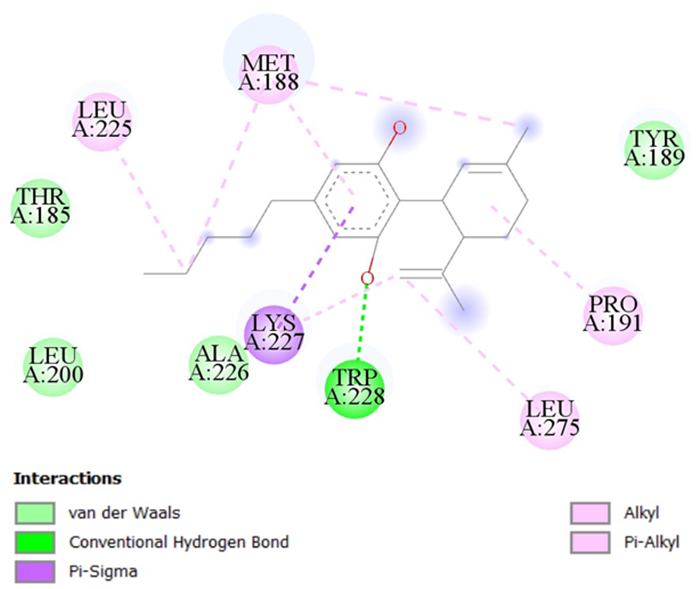 MET
A:188
LEU
A:225
O
TYR
A:189
THR
A:185
O
PRO
A:191
LYS
A:227
ALA
A:226
LEU
A:200
TRP
A:228
LEU
A:275
Interactions
van der Waals
Conventional Hydrogen Bond
Pi-Sigma
Alkyl
Pi-Alkyl